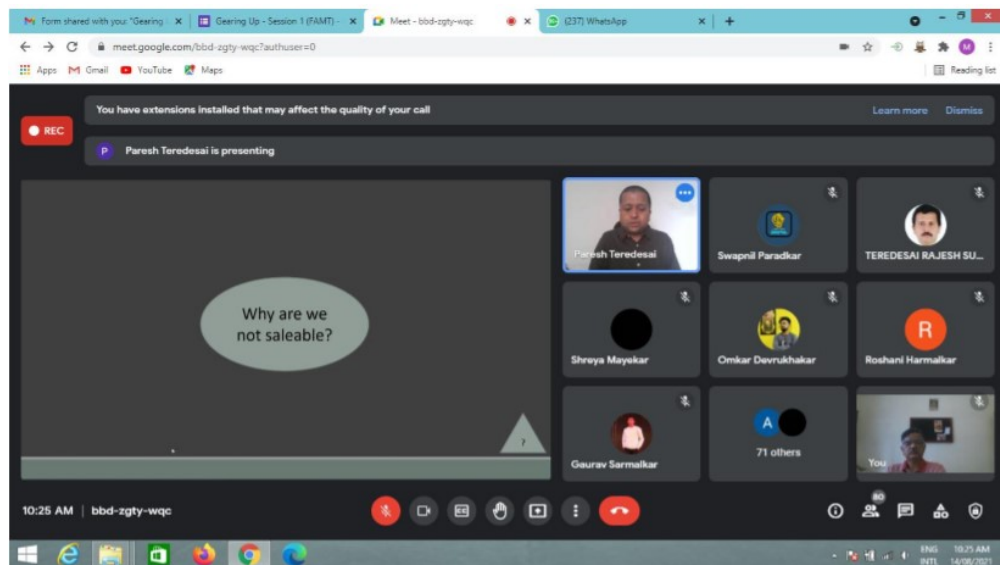 Form shared with you: "Gearing
Gearing Up - Session 1 (FAMT) -
Meet - bbd-zgty-wqc
(237) WhatsApp
meet.google.com/bbd-zgty-wqc?authuser=0
M
Apps
Gmail
YouTube
Maps
Reading list
You have extensions installed that may affect the quality of your call
Learn more
Dismiss
REC
P
Paresh Teredesai is presenting
Why are we
not saleable?
7
Paresh Teredesai
Swapnil Paradkar
TEREDESAI RAJESH SU...
Shreya Mayekar
Omkar Devrukhakar
R
Roshani Harmalkar
Gaurav Sarmalkar
A
71 others
You
10:25 AM | bbd-zgty-wqc
80
ENG 10:25 AM
INTL 14/08/2021